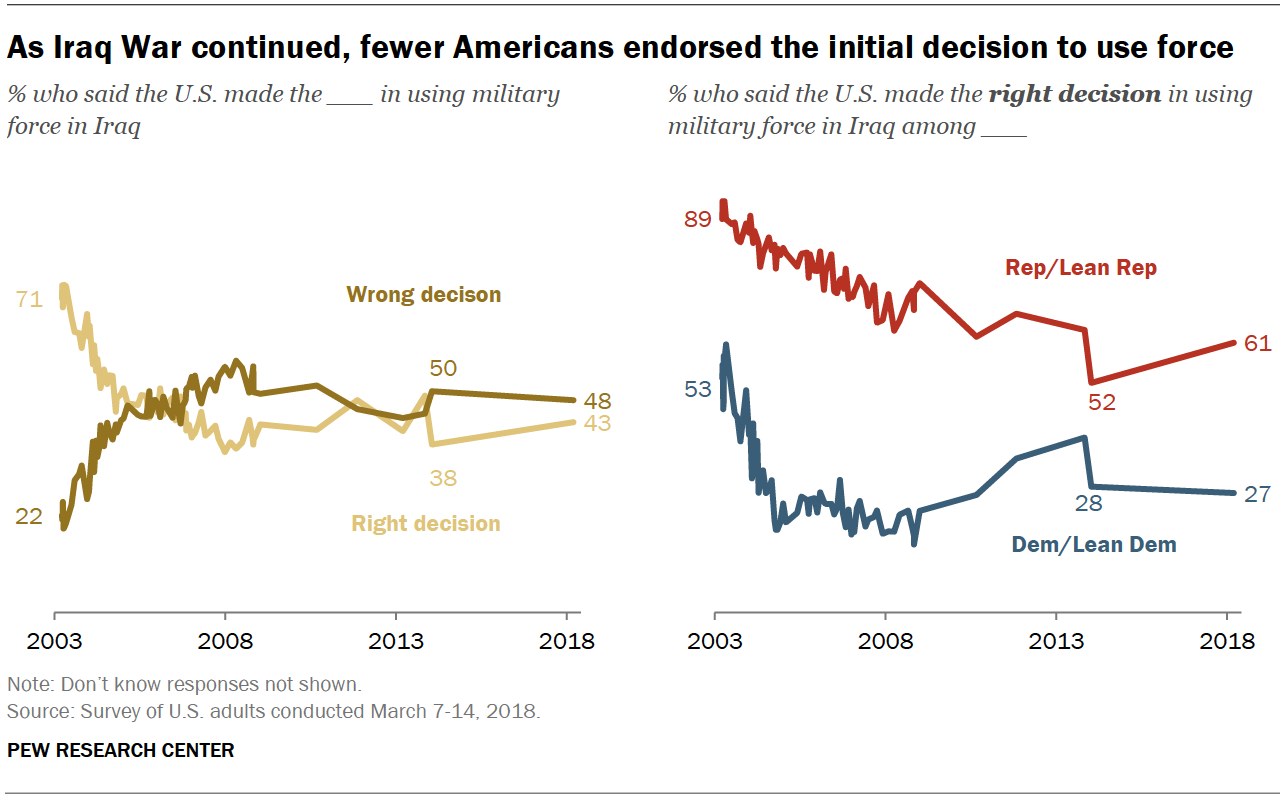 As Iraq War continued, fewer Americans endorsed the initial decision to use force
% who said the U.S. made the ___ in using military
force in Iraq
71
22
Wrong decison
50
48
43
38
Right decision
2003
2008
2013
2018
% who said the U.S. made the right decision in using
military force in Iraq among ___
89
53
Rep/Lean Rep
61
52
28
27
Dem/Lean Dem
2003
2008
2013
2018
Note: Don't know responses not shown.
Source: Survey of U.S. adults conducted March 7-14, 2018.
PEW RESEARCH CENTER